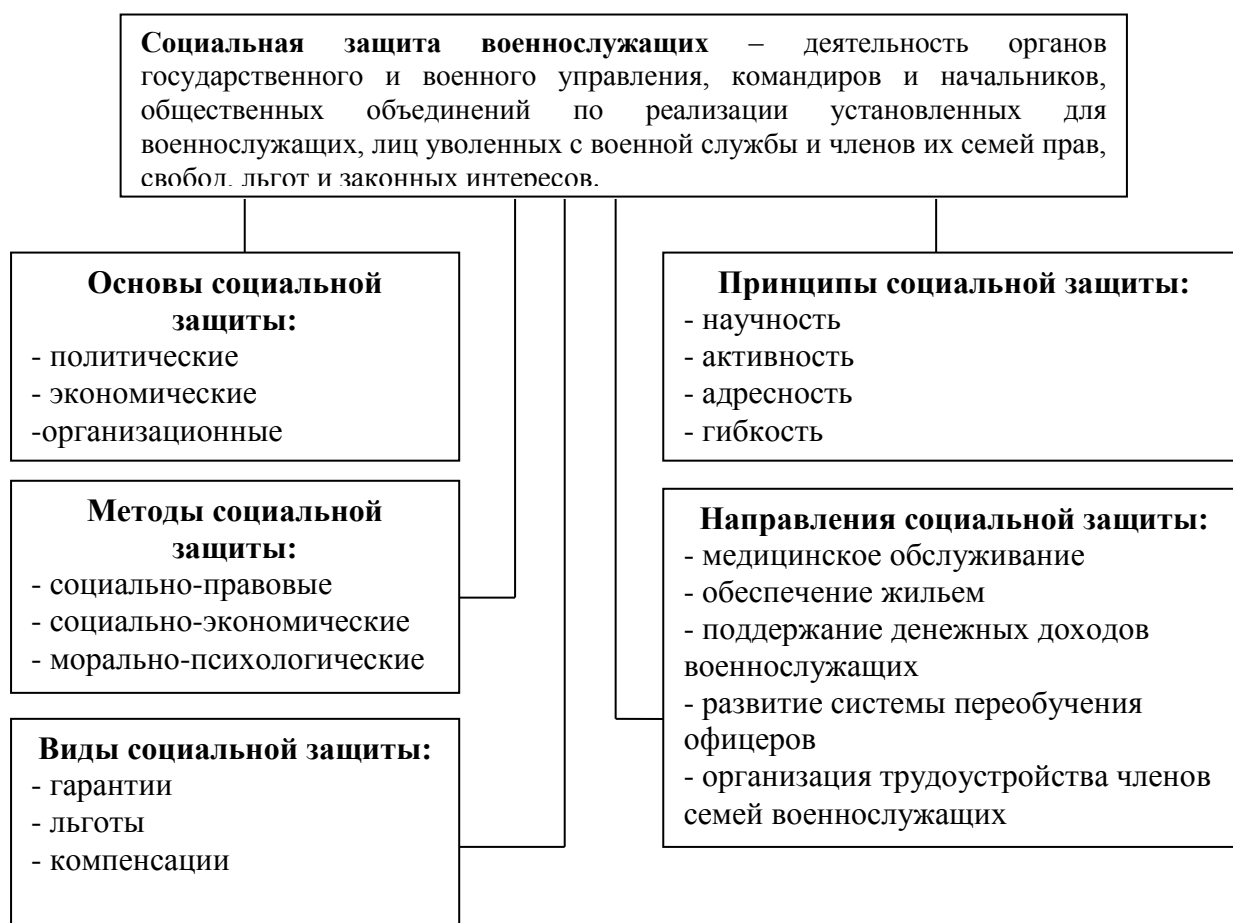 Социальная защита военнослужащих – деятельность органов
государственного и военного управления, командиров и начальников,
общественных объединений по реализации установленных для
военнослужащих, лиц уволенных с военной службы и членов их семей прав,
свобод, льгот и законных интересов.
Основы социальной
защиты:
- политические
- экономические
-организационные
Методы социальной
защиты:
- социально-правовые
- социально-экономические
- морально-психологические
Виды социальной защиты:
- гарантии
- льготы
- компенсации
Принципы социальной защиты:
- научность
- активность
- адресность
- гибкость
Направления социальной защиты:
- медицинское обслуживание
- обеспечение жильем
- поддержание денежных доходов
военнослужащих
- развитие системы переобучения
офицеров
- организация трудоустройства членов
семей военнослужащих